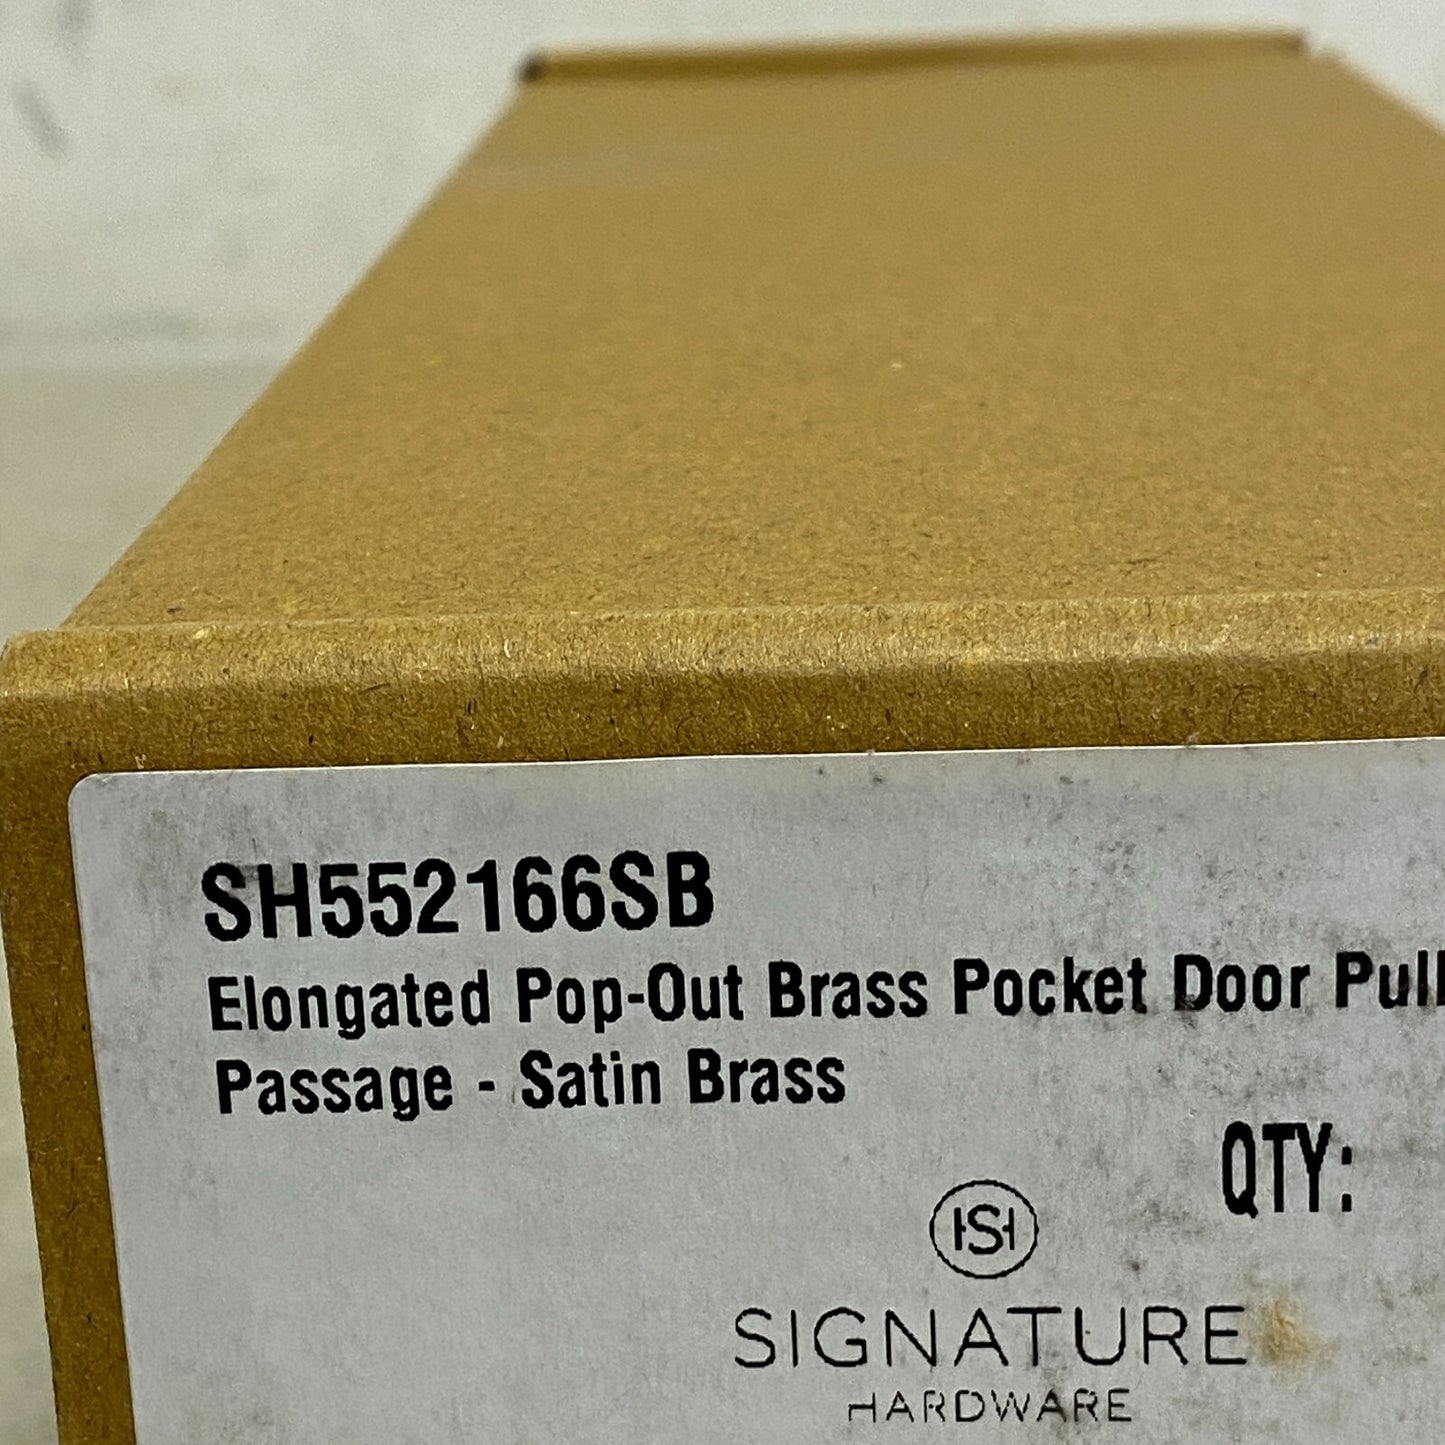 SH552166SB
Elongated Pop-Out Brass Pocket Door Pull
Passage - Satin Brass
QTY:
SH
SIGNATURE
HARDWARE